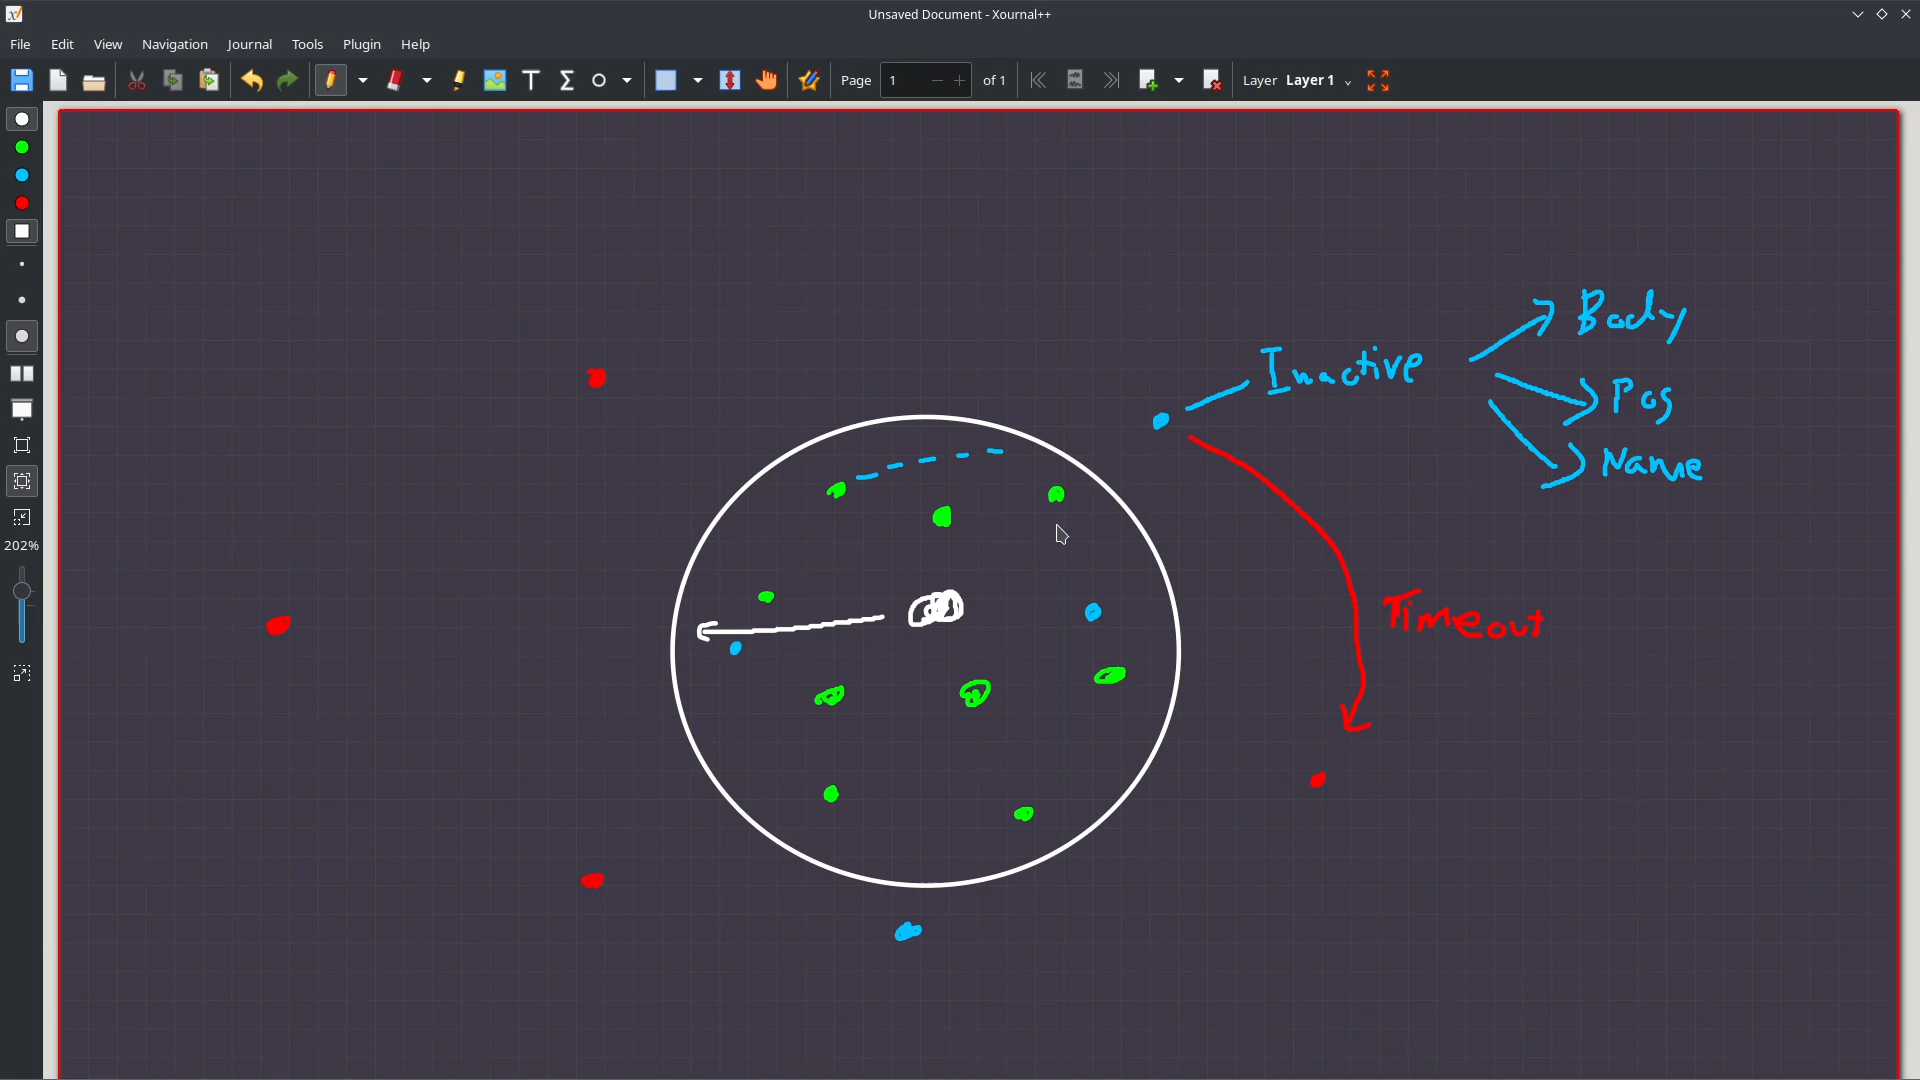 Unsaved Document - Xournal++
File Edit View Navigation Journal Tools Plugin Help
Page 1 of 1 Layer Layer 1
Body
Inactive
Pos
Name
202%
Timeout